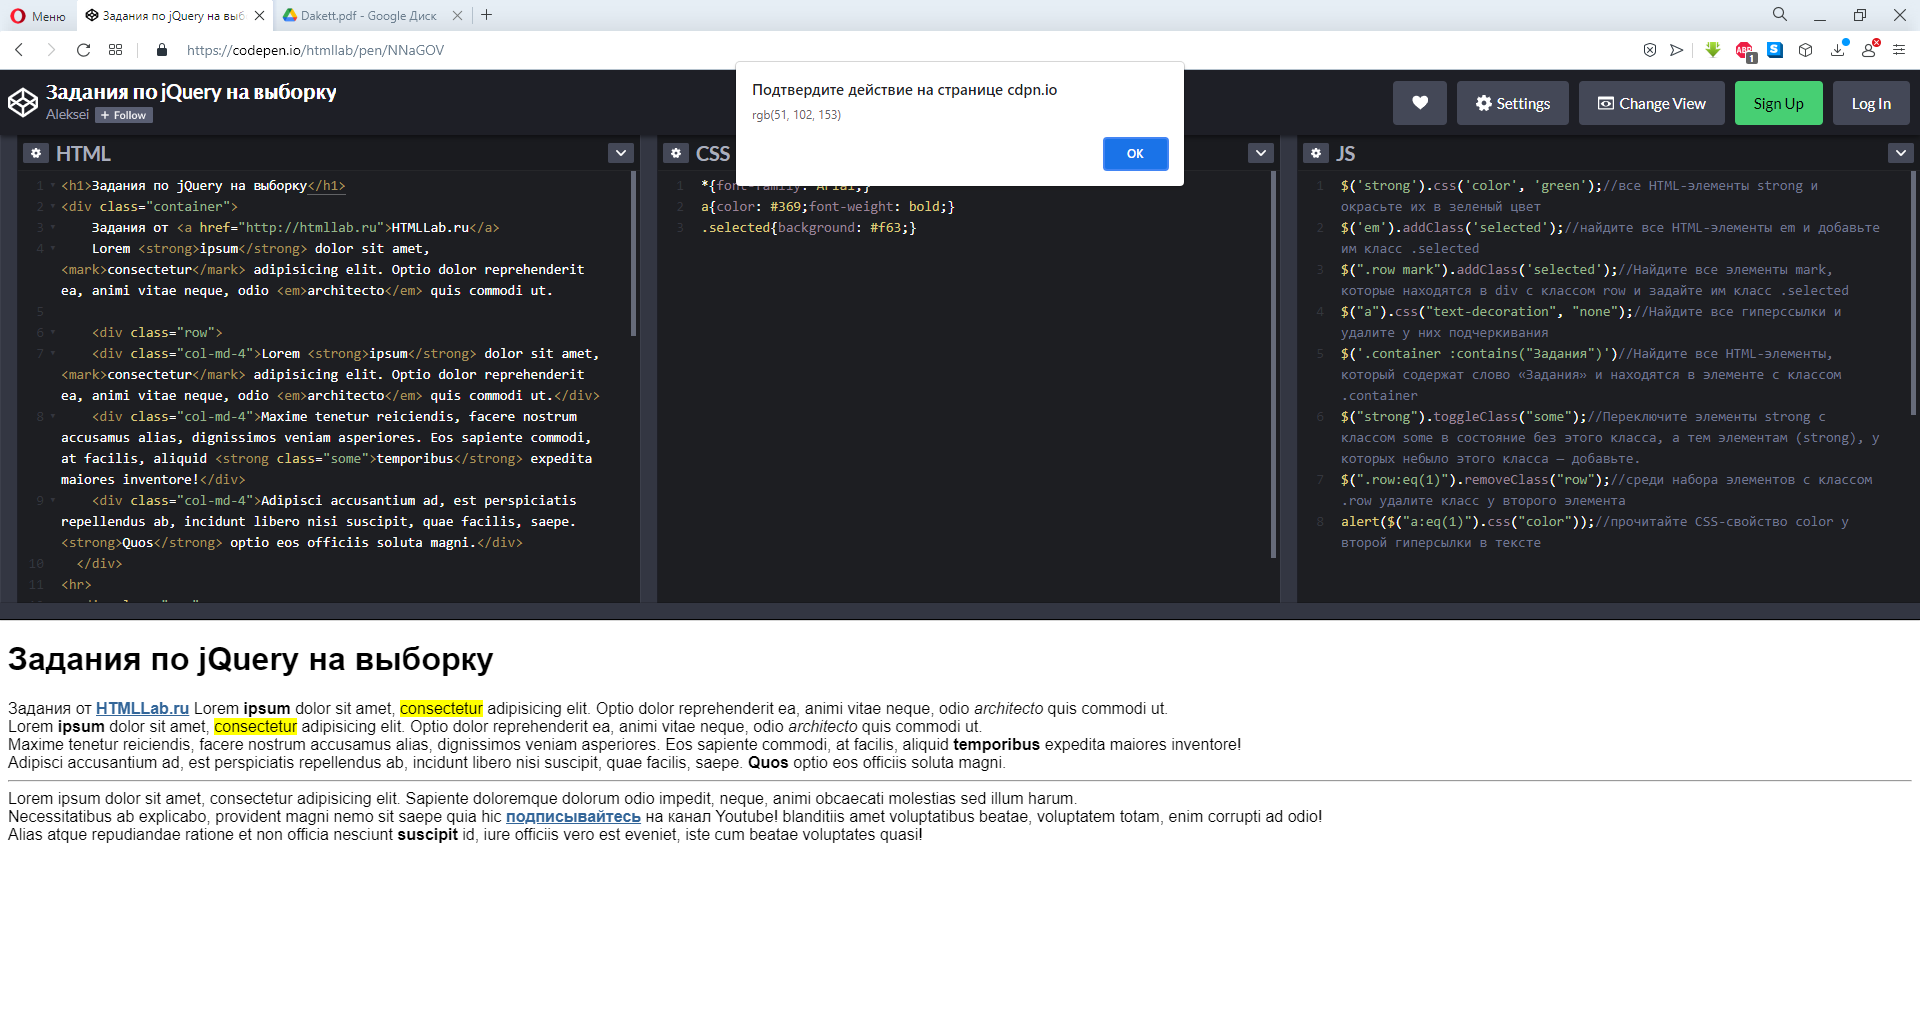 Меню
Задания по jQuery на выб
Dakett.pdf - Google Диск
https://codepen.io/htmllab/pen/NNaGOV
ABP
1
S
Задания по jQuery на выборку
Aleksei
+ Follow
Settings
Change View
Sign Up
Log In
Подтвердите действие на странице cdpn.io
rgb(51, 102, 153)
OK
HTML
1 <h1>Задания по jQuery на выборку</h1>
2 <div class="container">
3     Задания от <a href="http://htmllab.ru">HTMLLab.ru</a>
4     Lorem <strong>ipsum</strong> dolor sit amet,
<mark>consectetur</mark> adipisicing elit. Optio dolor reprehenderit
ea, animi vitae neque, odio <em>architecto</em> quis commodi ut.
5
6     <div class="row">
7     <div class="col-md-4">Lorem <strong>ipsum</strong> dolor sit amet,
<mark>consectetur</mark> adipisicing elit. Optio dolor reprehenderit
ea, animi vitae neque, odio <em>architecto</em> quis commodi ut.</div>
8     <div class="col-md-4">Maxime tenetur reiciendis, facere nostrum
accusamus alias, dignissimos veniam asperiores. Eos sapiente commodi,
at facilis, aliquid <strong class="some">temporibus</strong> expedita
maiores inventore!</div>
9     <div class="col-md-4">Adipisci accusantium ad, est perspiciatis
repellendus ab, incidunt libero nisi suscipit, quae facilis, saepe.
<strong>Quos</strong> optio eos officiis soluta magni.</div>
10   </div>
11 <hr>
CSS
1 *{font-family: Arial;}
2 a{color: #369;font-weight: bold;}
3 .selected{background: #f63;}
JS
1 $('strong').css('color', 'green');//все HTML-элементы strong и
окрасьте их в зеленый цвет
2 $('em').addClass('selected');//найдите все HTML-элементы em и добавьте
им класс .selected
3 $(".row mark").addClass('selected');//Найдите все элементы mark,
которые находятся в div с классом row и задайте им класс .selected
4 $("a").css("text-decoration", "none");//Найдите все гиперссылки и
удалите у них подчеркивания
5 $('.container :contains("Задания")')//Найдите все HTML-элементы,
который содержат слово «Задания» и находятся в элементе с классом
.container
6 $("strong").toggleClass("some");//Переключите элементы strong с
классом some в состояние без этого класса, а тем элементам (strong), у
которых небыло этого класса – добавьте.
7 $(".row:eq(1)").removeClass("row");//среди набора элементов с классом
.row удалите класс у второго элемента
8 alert($("a:eq(1)").css("color"));//прочитайте CSS-свойство color у
второй гиперсылки в тексте
Задания по jQuery на выборку
Задания от HTMLLab.ru Lorem ipsum dolor sit amet, consectetur adipisicing elit. Optio dolor reprehenderit ea, animi vitae neque, odio architecto quis commodi ut.
Lorem ipsum dolor sit amet, consectetur adipisicing elit. Optio dolor reprehenderit ea, animi vitae neque, odio architecto quis commodi ut.
Maxime tenetur reiciendis, facere nostrum accusamus alias, dignissimos veniam asperiores. Eos sapiente commodi, at facilis, aliquid temporibus expedita maiores inventore!
Adipisci accusantium ad, est perspiciatis repellendus ab, incidunt libero nisi suscipit, quae facilis, saepe. Quos optio eos officiis soluta magni.
Lorem ipsum dolor sit amet, consectetur adipisicing elit. Sapiente doloremque dolorum odio impedit, neque, animi obcaecati molestias sed illum harum.
Necessitatibus ab explicabo, provident magni nemo sit saepe quia hic подписывайтесь на канал Youtube! blanditiis amet voluptatibus beatae, voluptatem totam, enim corrupti ad odio!
Alias atque repudiandae ratione et non officia nesciunt suscipit id, iure officiis vero est eveniet, iste cum beatae voluptates quasi!